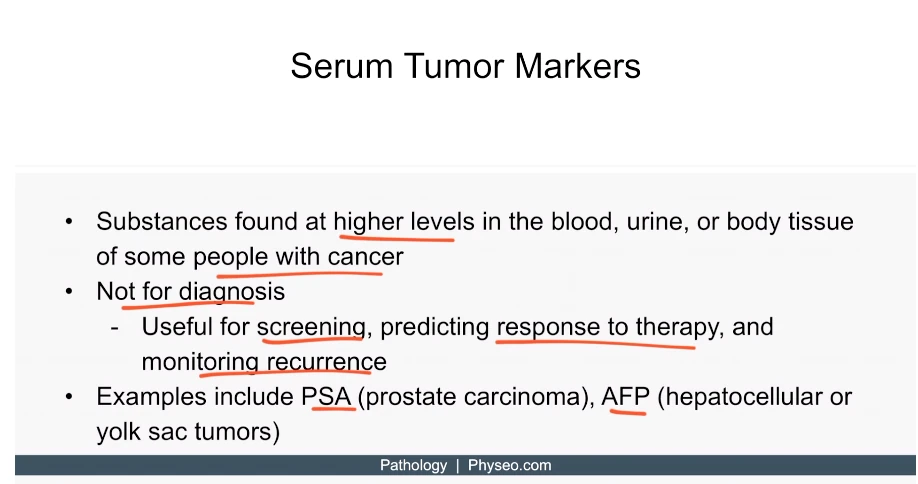 Serum Tumor Markers
• Substances found at higher levels in the blood, urine, or body tissue
of some people with cancer
• Not for diagnosis
- Useful for screening, predicting response to therapy, and
monitoring recurrence
• Examples include PSA (prostate carcinoma), AFP (hepatocellular or
yolk sac tumors)
Pathology | Physeo.com